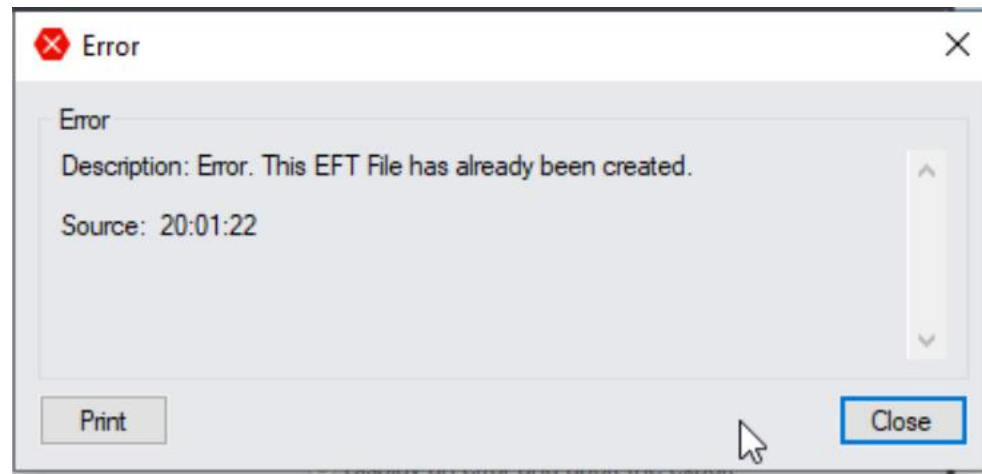 Error
Error
Description: Error. This EFT File has already been created.
Source: 20:01:22
Print
Close